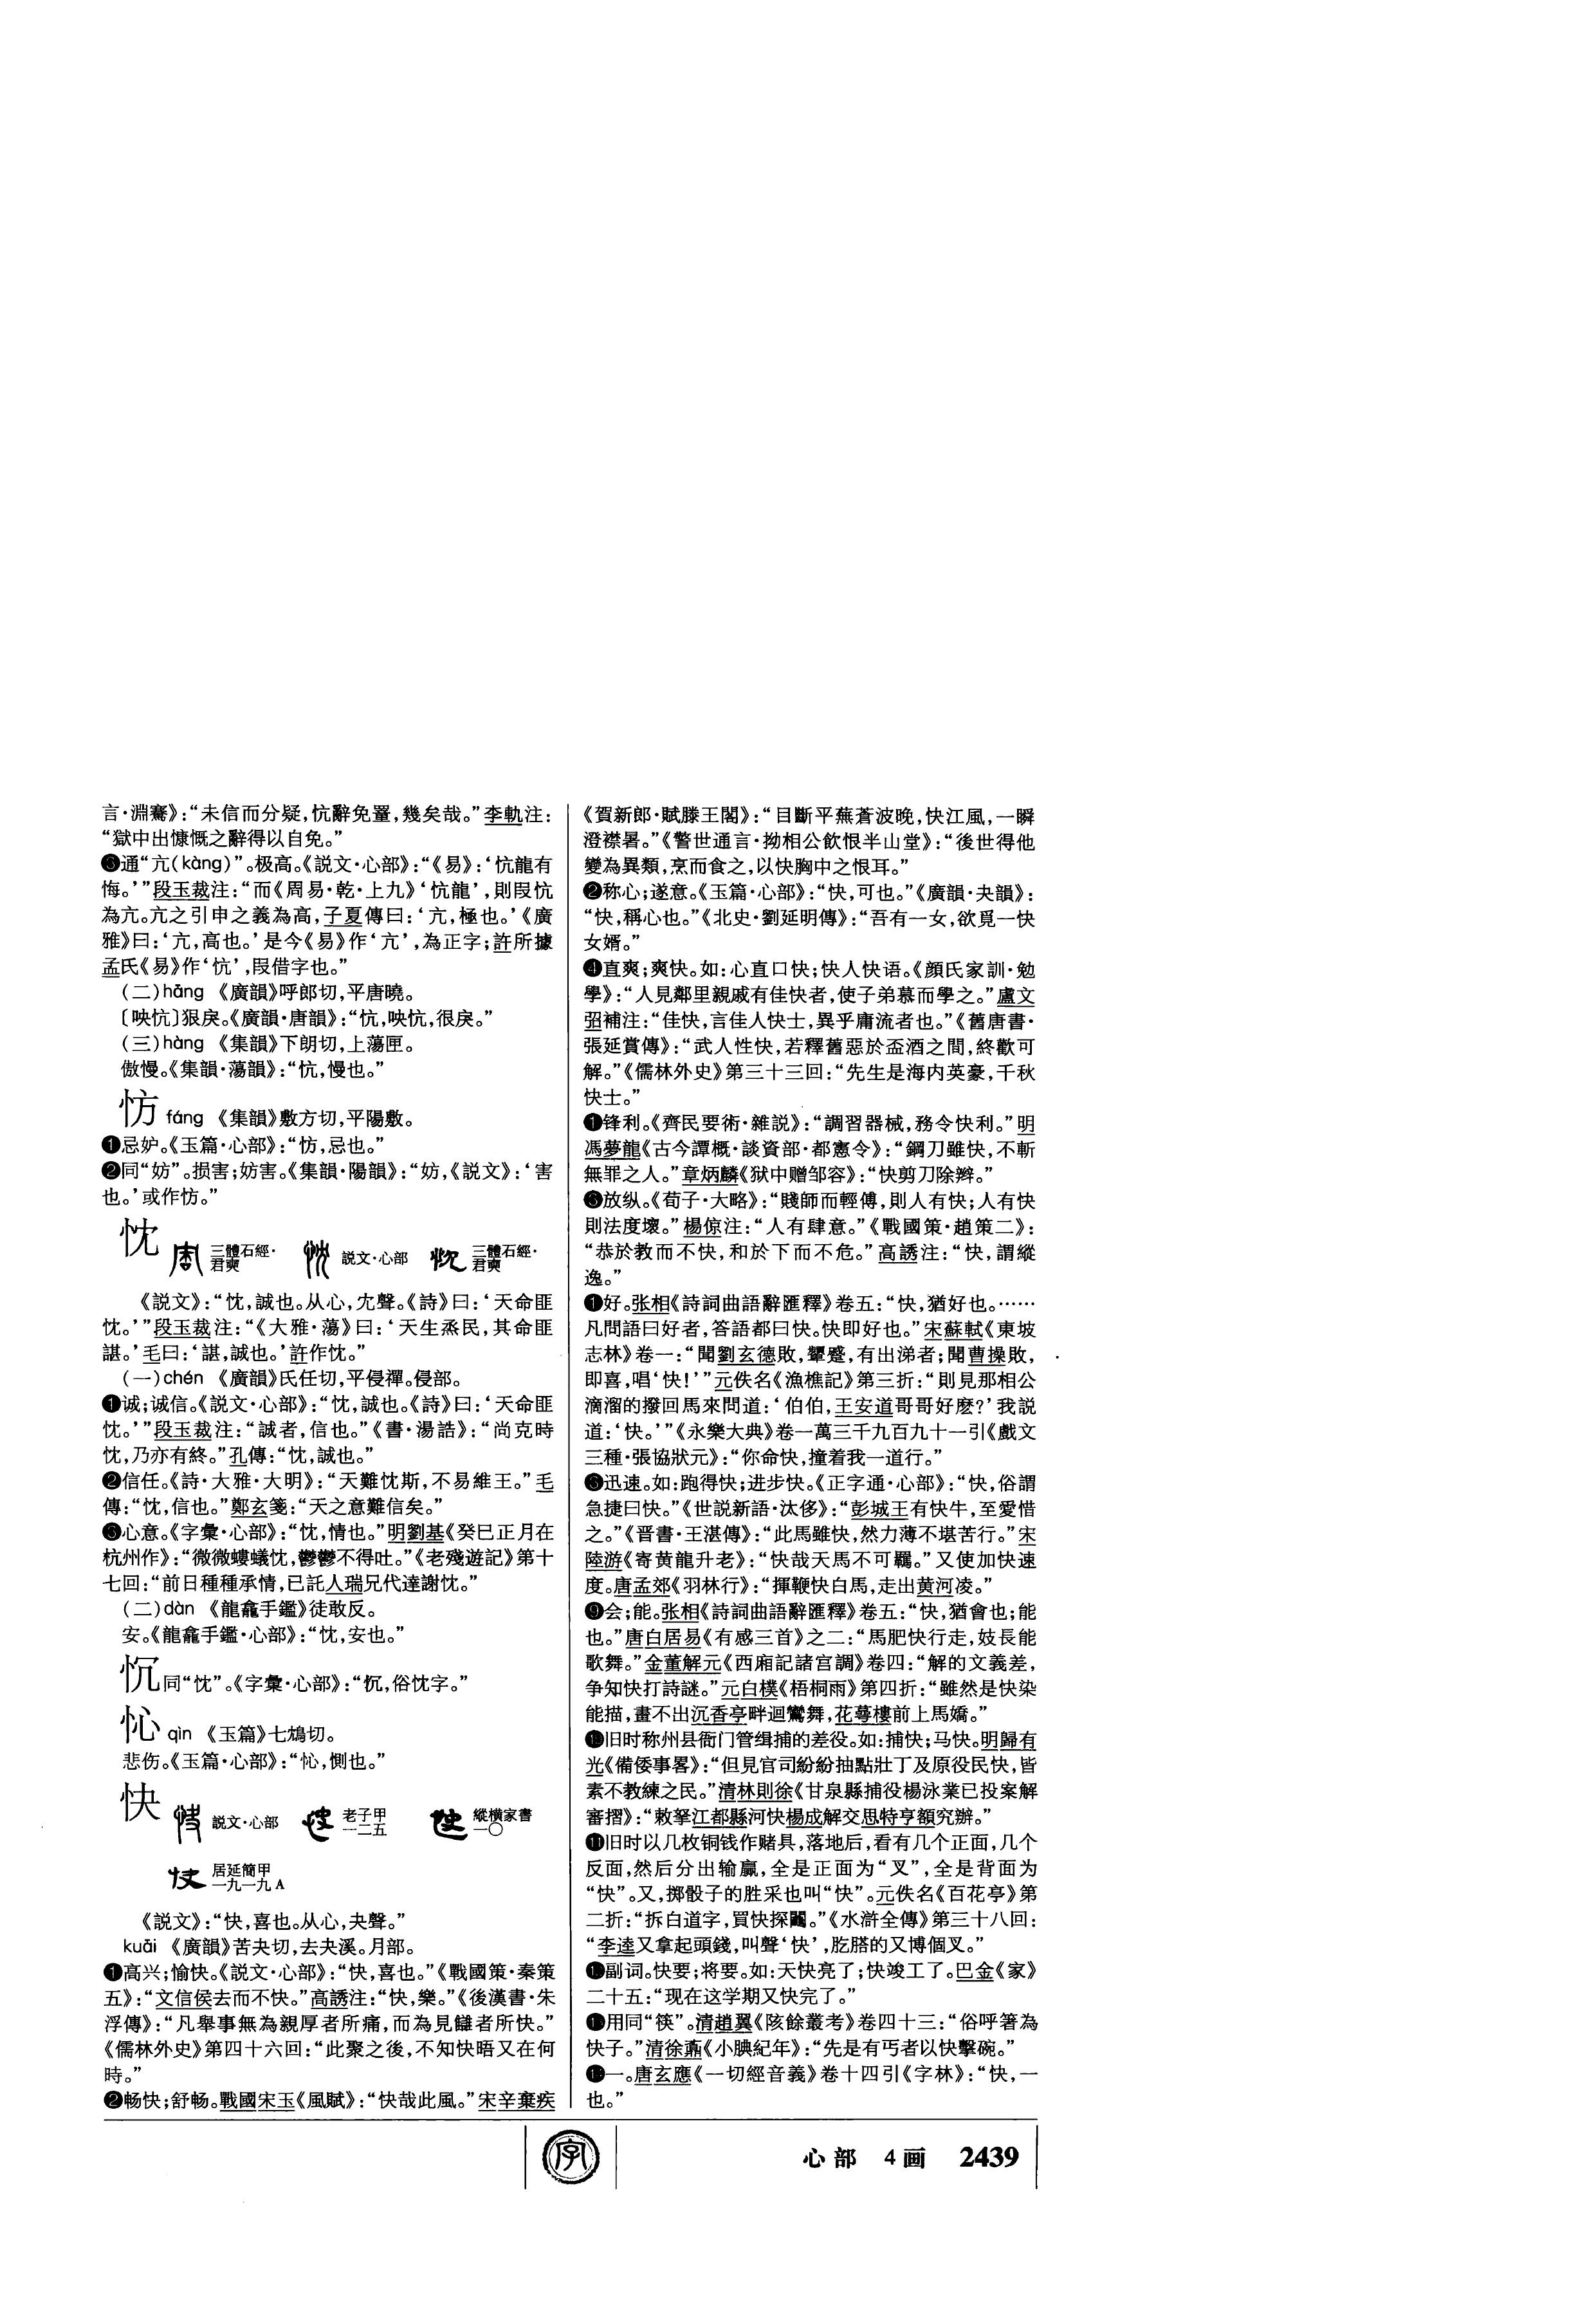 言·淵騫》：“未信而分疑，忼辭免罿，幾矣哉。”李軌注：
“獄中出慷慨之辭得以自免。”
❸通“亢(kàng)”。极高。《説文·心部》：“《易》：‘忼龍有
悔。’”段玉裁注：“而《周易·乾·上九》‘忼龍’，則叚忼
為亢。亢之引申之義為高，子夏傳曰：‘亢，極也。’《廣
雅》曰：‘亢，高也。’是今《易》作‘亢’，為正字；許所據
孟氏《易》作‘忼’，叚借字也。”
（二）hāng 《廣韻》呼郎切，平唐曉。
〔咉忼〕狠戾。《廣韻·唐韻》：“忼，咉忼，很戾。”
（三）hàng 《集韻》下朗切，上蕩匣。
傲慢。《集韻·蕩韻》：“忼，慢也。”
㤃 fáng 《集韻》敷方切，平陽敷。
❶忌妒。《玉篇·心部》：“㤃，忌也。”
❷同“妨”。损害；妨害。《集韻·陽韻》：“妨，《説文》：‘害
也。’或作㤃。”
忱 三體石經·君奭 説文·心部 三體石經·君奭
《説文》：“忱，誠也。从心，冘聲。《詩》曰：‘天命匪
忱。’”段玉裁注：“《大雅·蕩》曰：‘天生烝民，其命匪
諶。’毛曰：‘諶，誠也。’許作忱。”
（一）chén 《廣韻》氏任切，平侵禪。侵部。
❶诚；诚信。《説文·心部》：“忱，誠也。《詩》曰：‘天命匪
忱。’”段玉裁注：“誠者，信也。”《書·湯誥》：“尚克時
忱，乃亦有終。”孔傳：“忱，誠也。”
❷信任。《詩·大雅·大明》：“天難忱斯，不易維王。”毛
傳：“忱，信也。”鄭玄箋：“天之意難信矣。”
❸心意。《字彙·心部》：“忱，情也。”明劉基《癸巳正月在
杭州作》：“微微螻蟻忱，鬱鬱不得吐。”《老殘遊記》第十
七回：“前日種種承情，已託人瑞兄代達謝忱。”
（二）dàn 《龍龕手鑑》徒敢反。
安。《龍龕手鑑·心部》：“忱，安也。”
㤈 同“忱”。《字彙·心部》：“㤈，俗忱字。”
㤈 qìn 《玉篇》七鴆切。
悲伤。《玉篇·心部》：“㤈，惻也。”
快 説文·心部 老子甲一二五 縱横家書一〇
居延簡甲一九一九A
《説文》：“快，喜也。从心，夬聲。”
kuài 《廣韻》苦夬切，去夬溪。月部。
❶高兴；愉快。《説文·心部》：“快，喜也。”《戰國策·秦策
五》：“文信侯去而不快。”高誘注：“快，樂。”《後漢書·朱
浮傳》：“凡舉事無為親厚者所痛，而為見讎者所快。”
《儒林外史》第四十六回：“此聚之後，不知快晤又在何
時。”
❷畅快；舒畅。戰國宋玉《風賦》：“快哉此風。”宋辛棄疾
《賀新郎·賦滕王閣》：“目斷平蕪蒼波晚，快江風，一瞬
澄襟暑。”《警世通言·拗相公飲恨半山堂》：“後世得他
變為異類，烹而食之，以快胸中之恨耳。”
❷称心；遂意。《玉篇·心部》：“快，可也。”《廣韻·夬韻》：
“快，稱心也。”《北史·劉延明傳》：“吾有一女，欲覓一快
女婿。”
❹直爽；爽快。如：心直口快；快人快语。《顔氏家訓·勉
學》：“人見鄰里親戚有佳快者，使子弟慕而學之。”盧文
弨補注：“佳快，言佳人快士，異乎庸流者也。”《舊唐書·
張延賞傳》：“武人性快，若釋舊惡於盃酒之間，終歡可
解。”《儒林外史》第三十三回：“先生是海内英豪，千秋
快士。”
❶锋利。《齊民要術·雜説》：“調習器械，務令快利。”明
馮夢龍《古今譚概·談資部·都憲令》：“鋼刀雖快，不斬
無罪之人。”章炳麟《狱中赠邹容》：“快剪刀除辫。”
❻放纵。《荀子·大略》：“賤師而輕傅，則人有快；人有快
則法度壞。”楊倞注：“人有肆意。”《戰國策·趙策二》：
“恭於教而不快，和於下而不危。”高誘注：“快，謂縱
逸。”
❶好。张相《詩詞曲語辭匯釋》卷五：“快，猶好也。……
凡問語曰好者，答語都曰快。快即好也。”宋蘇軾《東坡
志林》卷一：“聞劉玄德敗，顰蹙，有出涕者；聞曹操敗，
即喜，唱‘快！’”元佚名《漁樵記》第三折：“則見那相公
滴溜的撥回馬來問道：‘伯伯，王安道哥哥好麽？’我説
道：‘快。’”《永樂大典》卷一萬三千九百九十一引《戲文
三種·張協狀元》：“你命快，撞着我一道行。”
❸迅速。如：跑得快；进步快。《正字通·心部》：“快，俗謂
急捷曰快。”《世説新語·汰侈》：“彭城王有快牛，至愛惜
之。”《晋書·王湛傳》：“此馬雖快，然力薄不堪苦行。”宋
陸游《寄黄龍升老》：“快哉天馬不可羈。”又使加快速
度。唐孟郊《羽林行》：“揮鞭快白馬，走出黄河凌。”
❾会；能。张相《詩詞曲語辭匯釋》卷五：“快，猶會也；能
也。”唐白居易《有感三首》之二：“馬肥快行走，妓長能
歌舞。”金董解元《西廂記諸宫調》卷四：“解的文義差，
争知快打詩謎。”元白樸《梧桐雨》第四折：“雖然是快染
能描，畫不出沉香亭畔迴鸞舞，花萼樓前上馬嬌。”
❿旧时称州县衙门管缉捕的差役。如：捕快；马快。明歸有
光《備倭事畧》：“但見官司紛紛抽點壯丁及原役民快，皆
素不教練之民。”清林則徐《甘泉縣捕役楊泳業已投案解
審摺》：“敕拏江都縣河快楊成解交思特亨額究辦。”
⓫旧时以几枚铜钱作赌具，落地后，看有几个正面，几个
反面，然后分出输赢，全是正面为“叉”，全是背面为
“快”。又，掷骰子的胜采也叫“快”。元佚名《百花亭》第
二折：“拆白道字，買快探鬮。”《水滸全傳》第三十八回：
“李逵又拿起頭錢，叫聲‘快’，肐䐛的又博個叉。”
⓬副词。快要；将要。如：天快亮了；快竣工了。巴金《家》
二十五：“现在这学期又快完了。”
⓭用同“筷”。清趙翼《陔餘叢考》卷四十三：“俗呼箸為
快子。”清徐鼒《小腆紀年》：“先是有丐者以快擊碗。”
⓮一。唐玄應《一切經音義》卷十四引《字林》：“快，一
也。”
字
心部 4画 2439